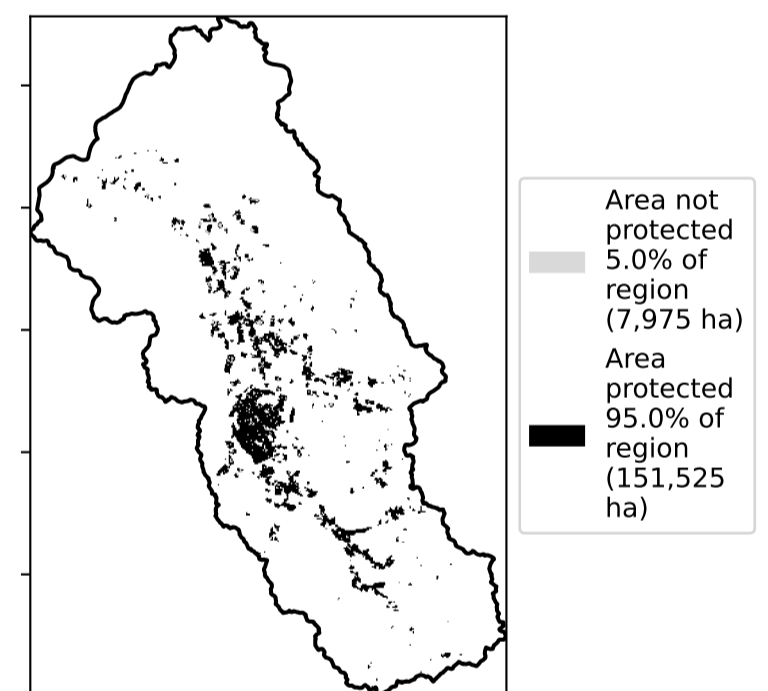 Area not
protected
5.0% of
region
(7,975 ha)
Area
protected
95.0% of
region
(151,525
ha)